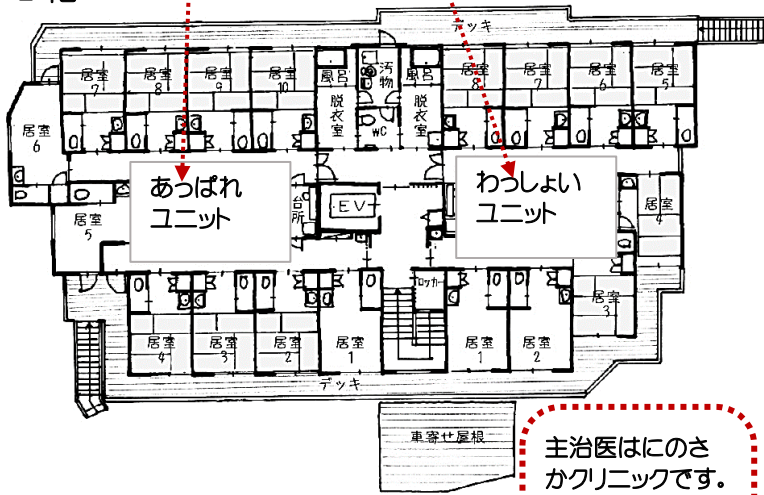 デッキ
居室
7
居室
8
居室
9
居室
10
風呂
汚物
風呂
居室
8
居室
7
居室
6
居室
5
脱衣室
WC
脱衣室
居室
6
あっぱれ
ユニット
台所
EV
わっしょい
ユニット
居室
4
居室
5
ロッカー
居室
3
居室
4
居室
3
居室
2
居室
1
居室
1
居室
2
デッキ
車寄せ屋根
主治医はにのさ
かクリニックです。